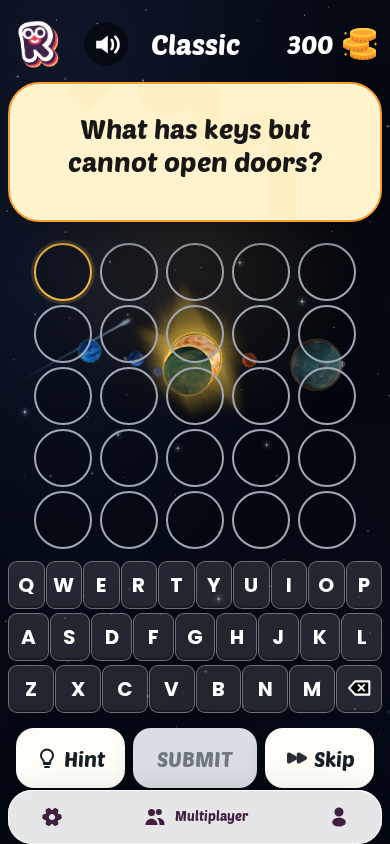 R
Classic
300
What has keys but
cannot open doors?
Q W E R T Y U I O P
A S D F G H J K L
Z X C V B N M
Hint
SUBMIT
Skip
Multiplayer